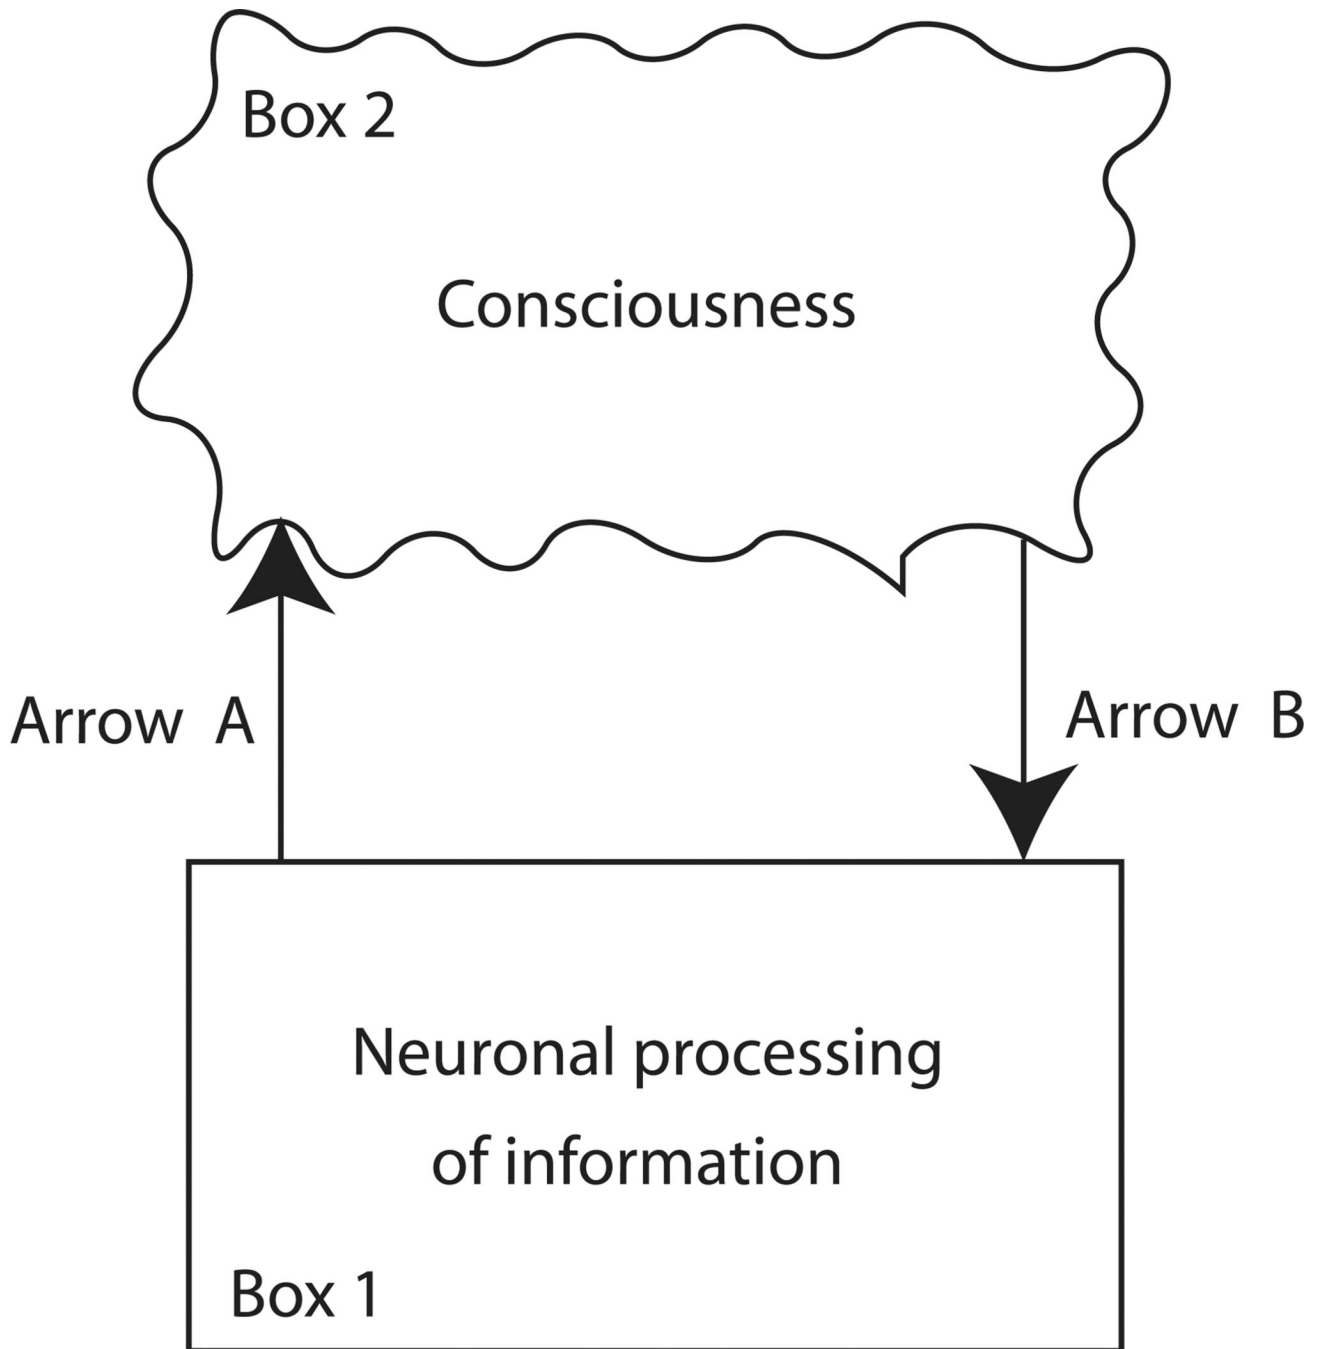 Box 2
Consciousness
Arrow A
Arrow B
Neuronal processing
of information
Box 1